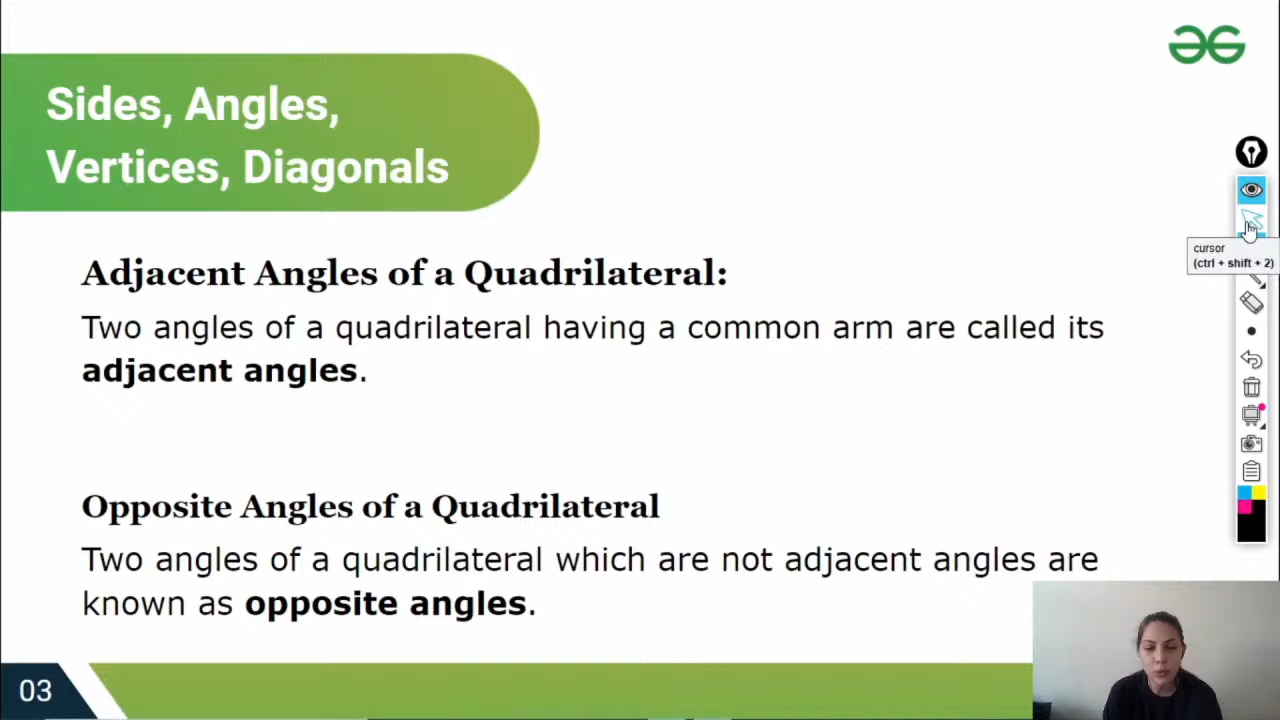 Sides, Angles,
Vertices, Diagonals
cursor
(ctrl + shift + 2)
Adjacent Angles of a Quadrilateral:
Two angles of a quadrilateral having a common arm are called its
adjacent angles.
Opposite Angles of a Quadrilateral
Two angles of a quadrilateral which are not adjacent angles are
known as opposite angles.
03